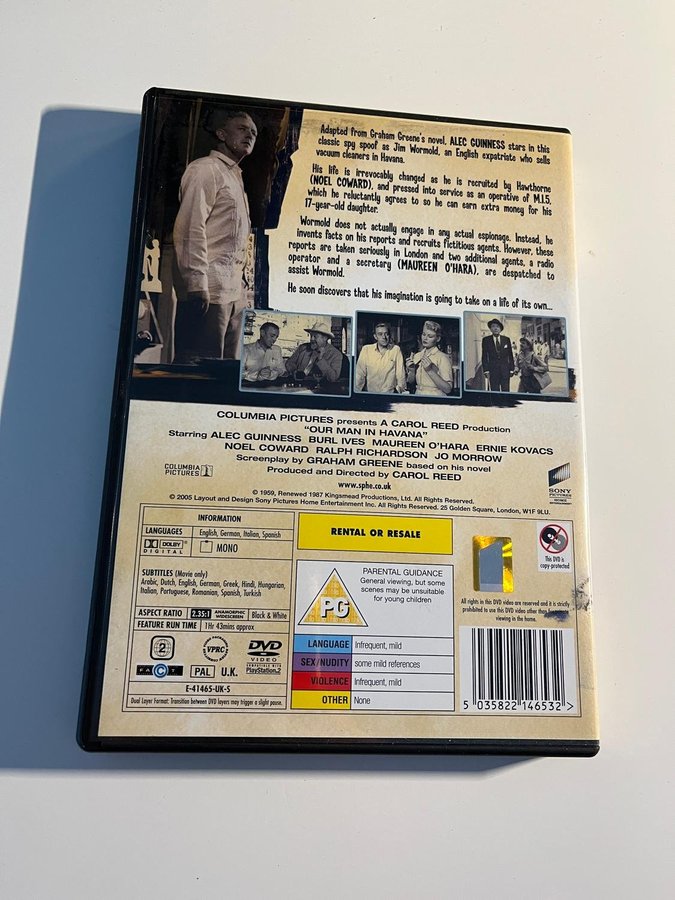 Adapted from Graham Greene's novel, ALEC GUINNESS stars in this
classic spy spoof as Jim Wormold, an English expatriate who sells
vacuum cleaners in Havana.
His life is irrevocably changed as he is recruited by Hawthorne
(NOEL COWARD), and pressed into service as an operative of M.I.5,
which he reluctantly agrees to so he can earn extra money for his
17-year-old daughter.
Wormold does not actually engage in any actual espionage. Instead, he
invents facts on his reports and recruits fictitious agents. However, these
reports are taken seriously in London and two additional agents, a radio
operator and a secretary (MAUREEN O'HARA), are despatched to
assist Wormold.
He soon discovers that his imagination is going to take on a life of its own...
COLUMBIA PICTURES presents A CAROL REED Production
"OUR MAN IN HAVANA"
Starring ALEC GUINNESS BURL IVES MAUREEN O'HARA ERNIE KOVACS
NOEL COWARD RALPH RICHARDSON JO MORROW
Screenplay by GRAHAM GREENE based on his novel
Produced and Directed by CAROL REED
www.sphe.co.uk
COLUMBIA
PICTURES
SONY
PICTURES
© 1959, Renewed 1987 Kingsmead Productions, Ltd. All Rights Reserved.
© 2005 Layout and Design Sony Pictures Home Entertainment Inc. All Rights Reserved. 25 Golden Square, London, W1F 9LU.
INFORMATION
LANGUAGES English, German, Italian, Spanish
DOLBY
DIGITAL
MONO
SUBTITLES (Movie only)
Arabic, Dutch, English, German, Greek, Hindi, Hungarian,
Italian, Portuguese, Romanian, Spanish, Turkish
ASPECT RATIO 2.35:1 ANAMORPHIC WIDESCREEN Black & White
FEATURE RUN TIME 1Hr 43mins approx
2
VPRC
DVD
VIDEO
COMPATIBLE WITH
PlayStation.2
FACT
PAL
U.K.
E-41465-UK-S
Dual Layer Format: Transition between DVD layers may trigger a slight pause.
RENTAL OR RESALE
PG
PARENTAL GUIDANCE
General viewing, but some
scenes may be unsuitable
for young children
LANGUAGE Infrequent, mild
SEX/NUDITY some mild references
VIOLENCE Infrequent, mild
OTHER None
This DVD is
copy-protected
All rights in this DVD video are reserved and it is strictly
prohibited to use this DVD video other than for
viewing in the home.
5 035822 146532 >